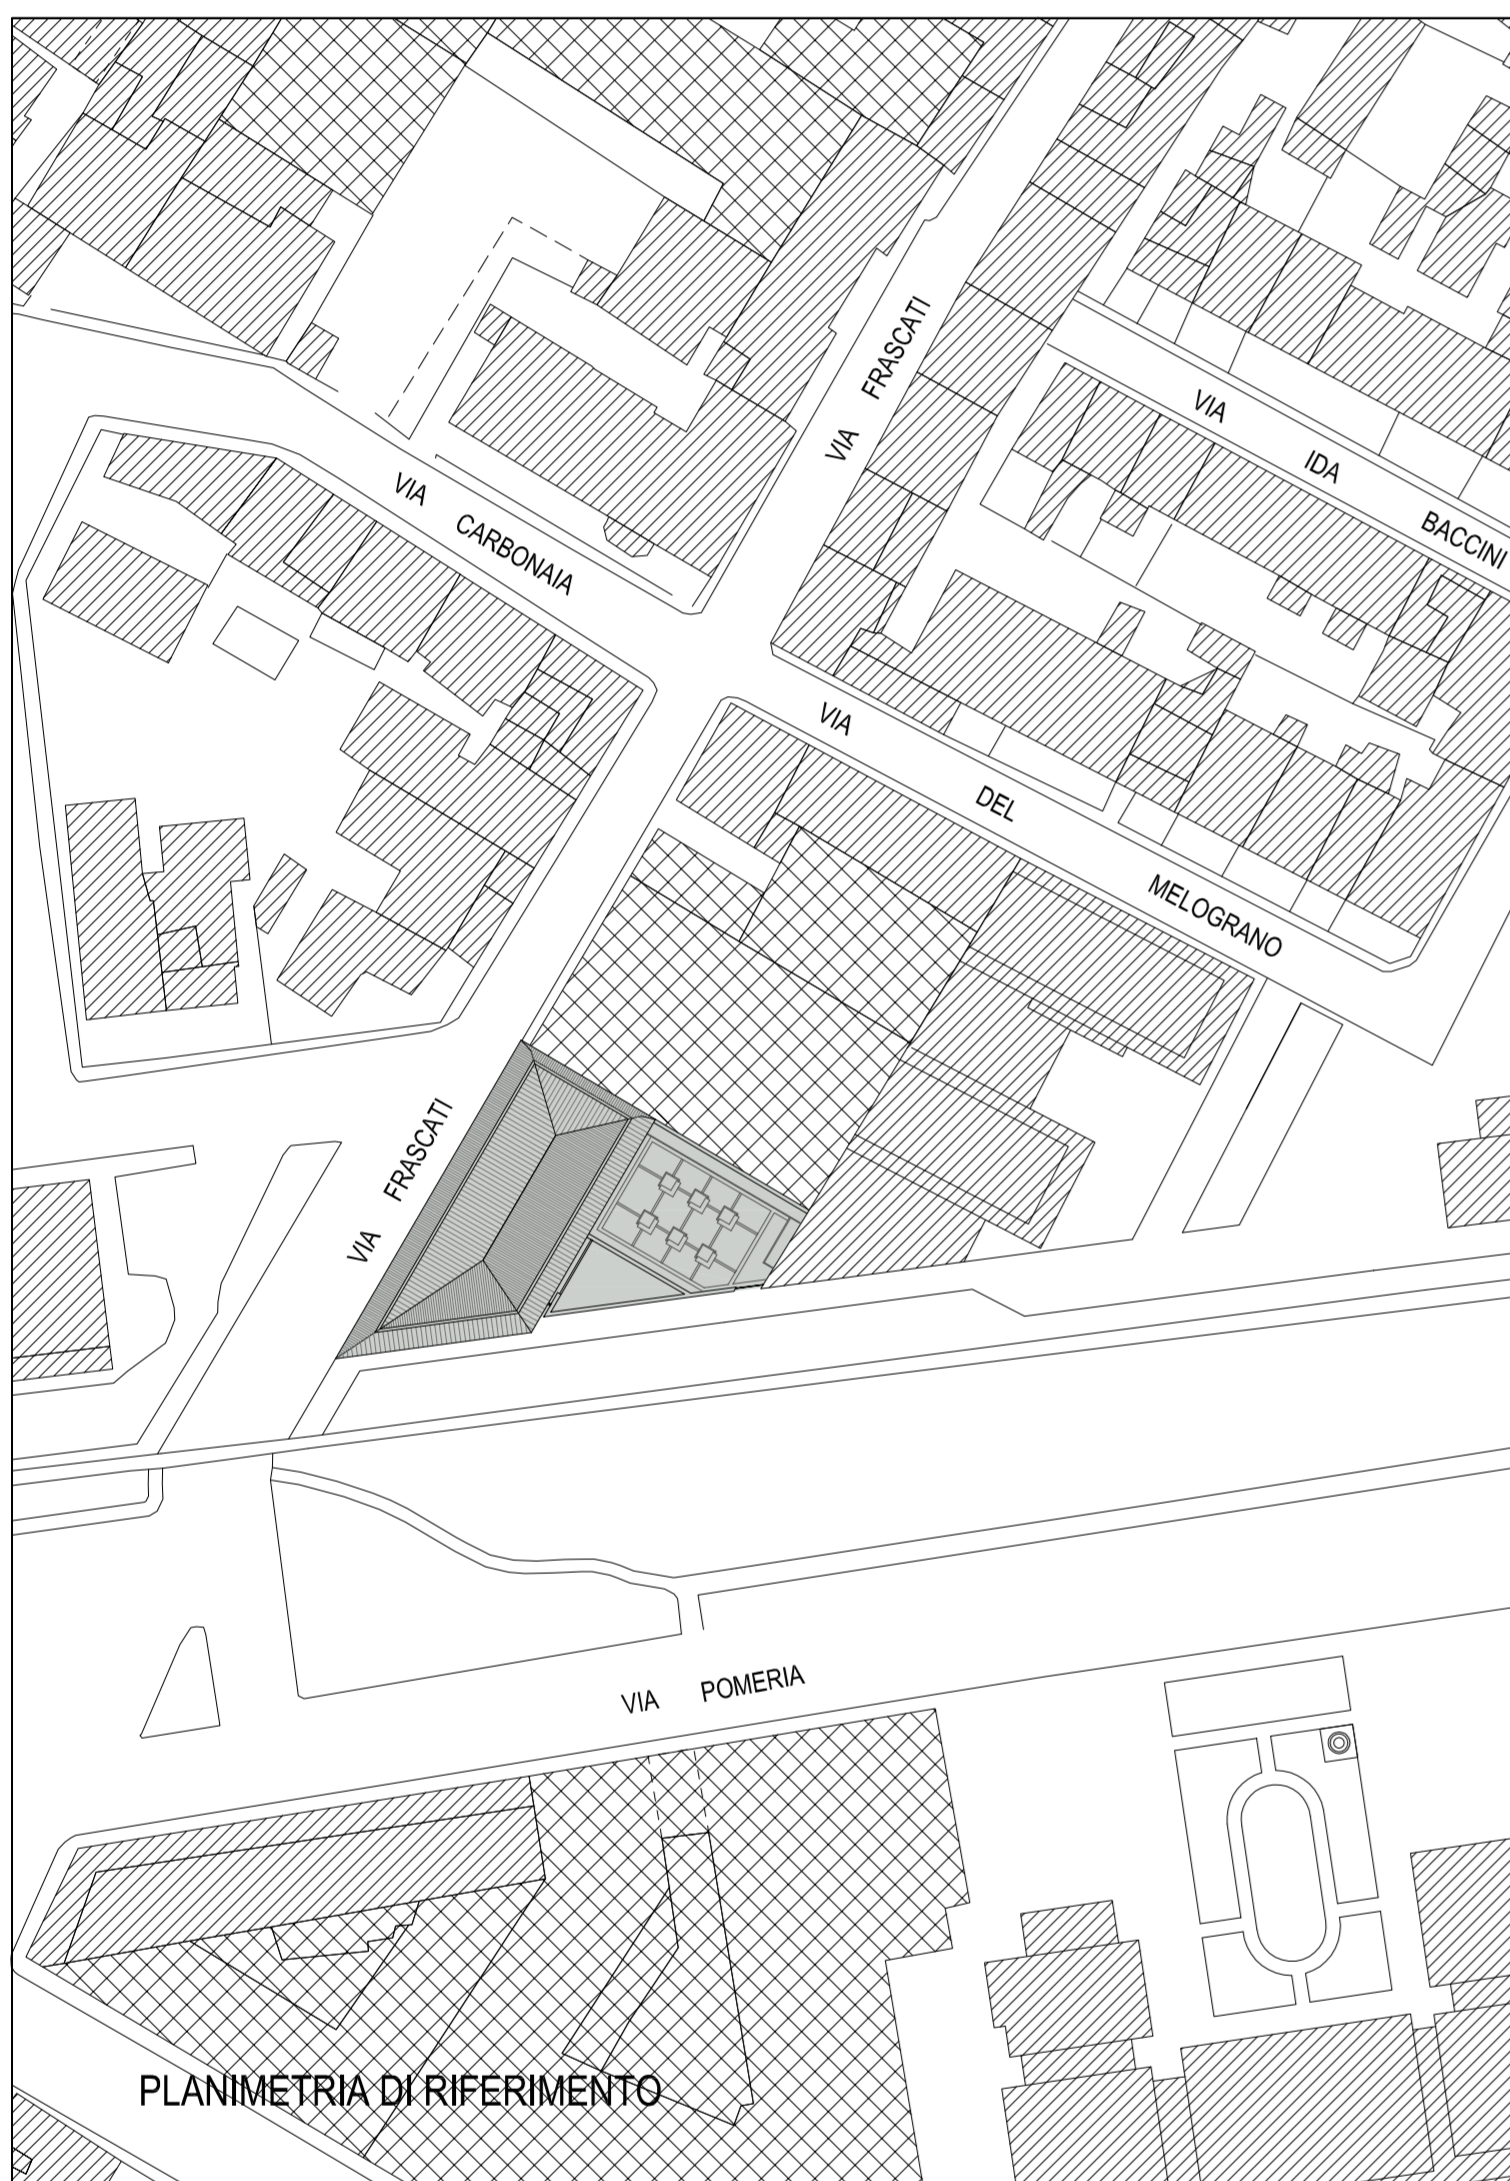 VIA FRASCATI
VIA IDA BACCINI
VIA CARBONAIA
VIA DEL MELOGRANO
VIA FRASCATI
VIA POMERIA
PLANIMETRIA DI RIFERIMENTO